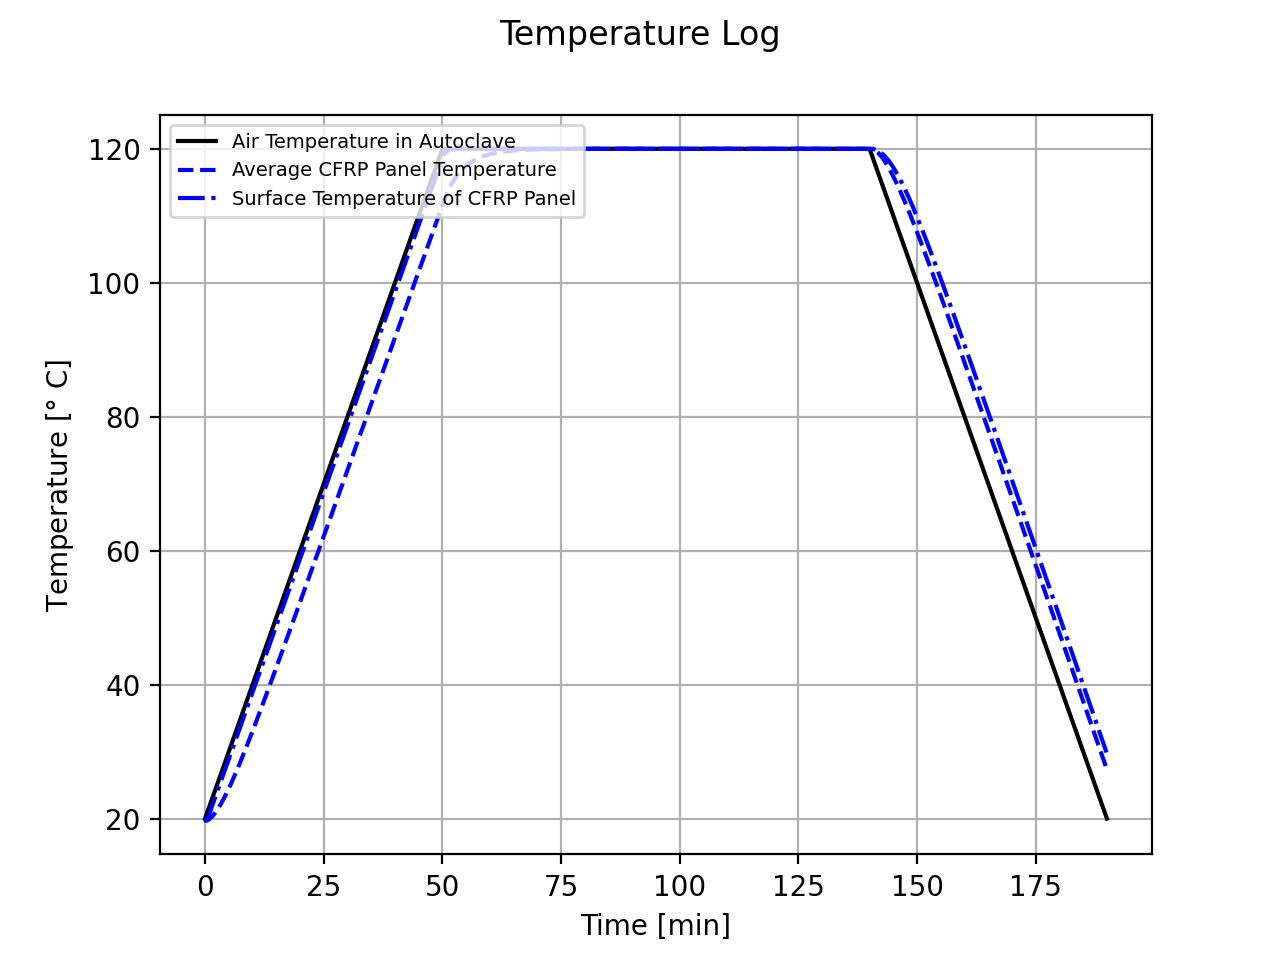 Temperature Log
Air Temperature in Autoclave
Average CFRP Panel Temperature
Surface Temperature of CFRP Panel
120
100
80
60
40
20
Temperature [° C]
0 25 50 75 100 125 150 175
Time [min]